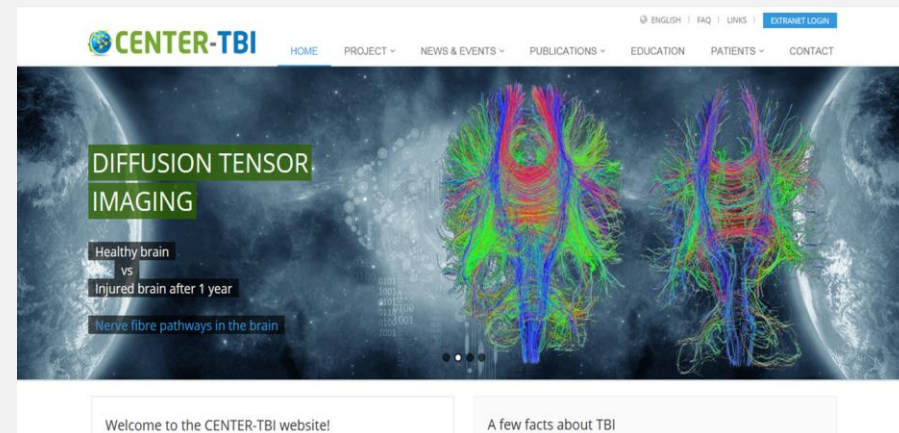 ENGLISH | FAQ | LINKS | EXTRANET LOGIN
CENTER-TBI
HOME PROJECT NEWS & EVENTS PUBLICATIONS EDUCATION PATIENTS CONTACT
DIFFUSION TENSOR
IMAGING
Healthy brain
vs
Injured brain after 1 year
Nerve fibre pathways in the brain
Welcome to the CENTER-TBI website!
A few facts about TBI